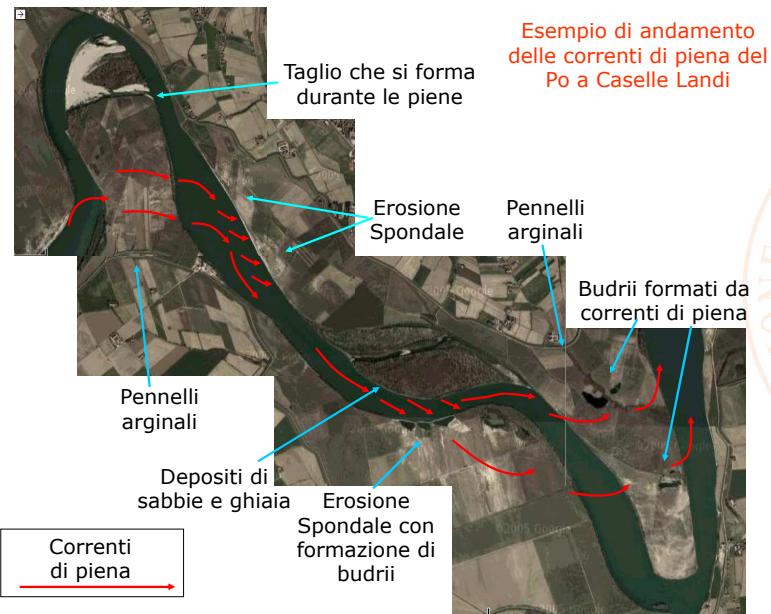 Esempio di andamento
delle correnti di piena del
Po a Caselle Landi
Taglio che si forma
durante le piene
Erosione
Spondale
Pennelli
arginali
Budrii formati da
correnti di piena
Pennelli
arginali
Depositi di
sabbie e ghiaia
Erosione
Spondale con
formazione di
budrii
Correnti
di piena
©2005 Google